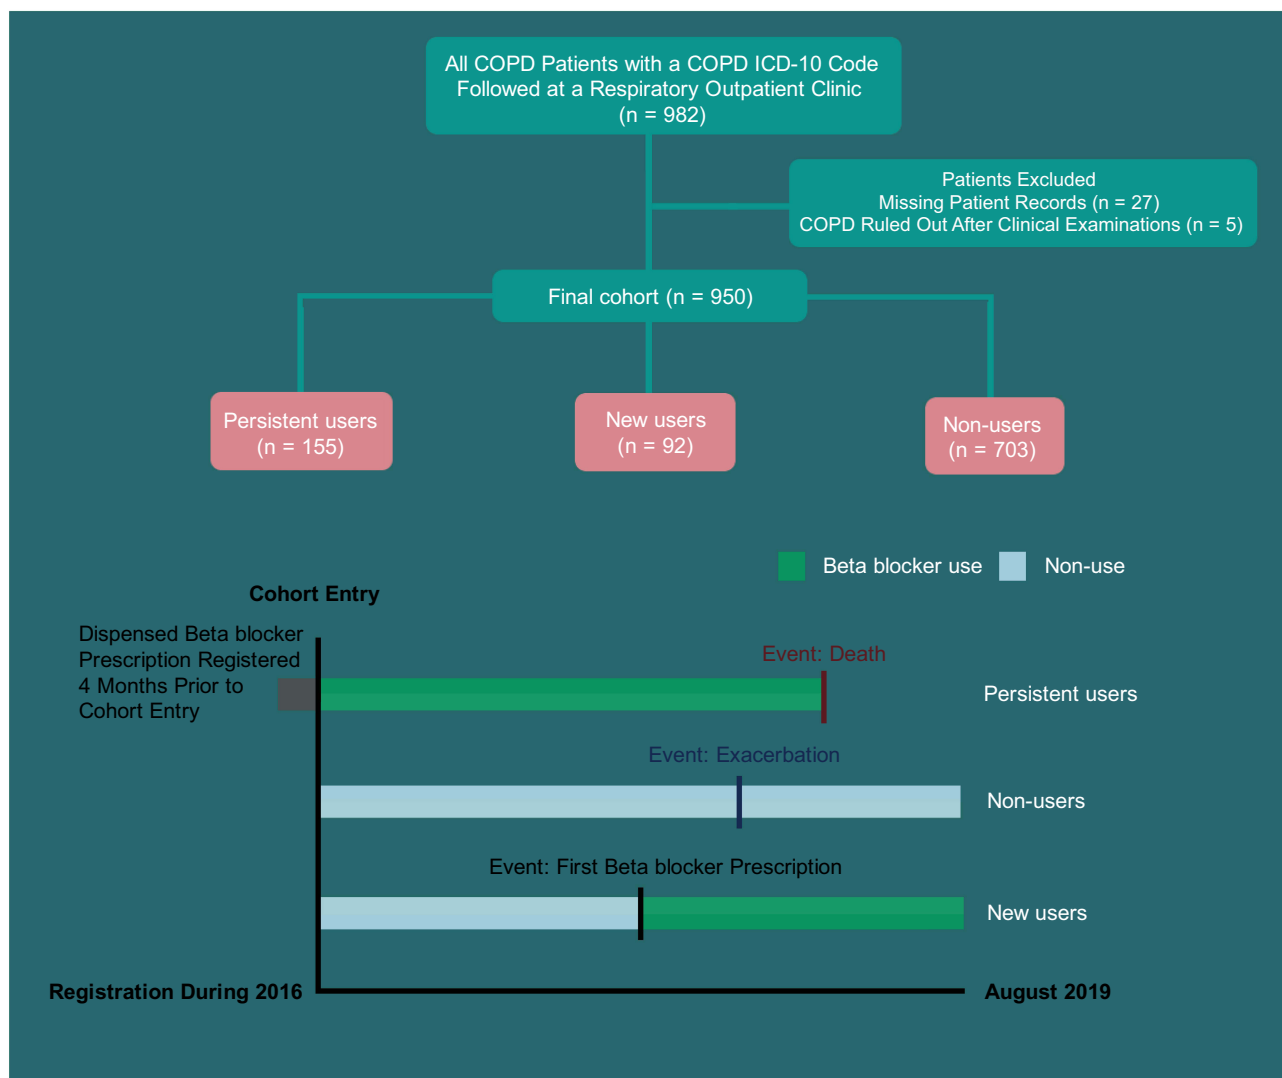 All COPD Patients with a COPD ICD-10 Code
Followed at a Respiratory Outpatient Clinic
(n = 982)
Patients Excluded
Missing Patient Records (n = 27)
COPD Ruled Out After Clinical Examinations (n = 5)
Final cohort (n = 950)
Persistent users
(n = 155)
New users
(n = 92)
Non-users
(n = 703)
Beta blocker use
Non-use
Cohort Entry
Dispensed Beta blocker
Prescription Registered
4 Months Prior to
Cohort Entry
Event: Death
Persistent users
Event: Exacerbation
Non-users
Event: First Beta blocker Prescription
New users
Registration During 2016
August 2019